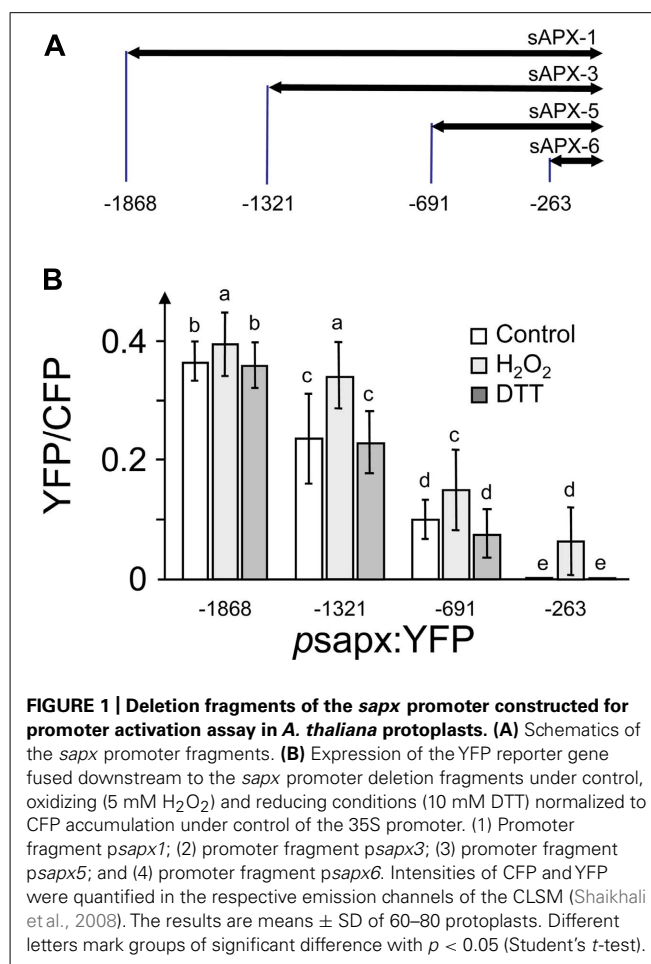 A
sAPX-1
sAPX-3
sAPX-5
sAPX-6
-1868 -1321 -691 -263
B
YFP/CFP
0.4
0.2
0
b a b c a c d c d e d e
Control
H₂O₂
DTT
-1868 -1321 -691 -263
psapx:YFP
FIGURE 1 | Deletion fragments of the sapx promoter constructed for
promoter activation assay in A. thaliana protoplasts. (A) Schematics of
the sapx promoter fragments. (B) Expression of the YFP reporter gene
fused downstream to the sapx promoter deletion fragments under control,
oxidizing (5 mM H₂O₂) and reducing conditions (10 mM DTT) normalized to
CFP accumulation under control of the 35S promoter. (1) Promoter
fragment psapx1; (2) promoter fragment psapx3; (3) promoter fragment
psapx5; and (4) promoter fragment psapx6. Intensities of CFP and YFP
were quantified in the respective emission channels of the CLSM (Shaikhali
et al., 2008). The results are means ± SD of 60–80 protoplasts. Different
letters mark groups of significant difference with p < 0.05 (Student's t-test).